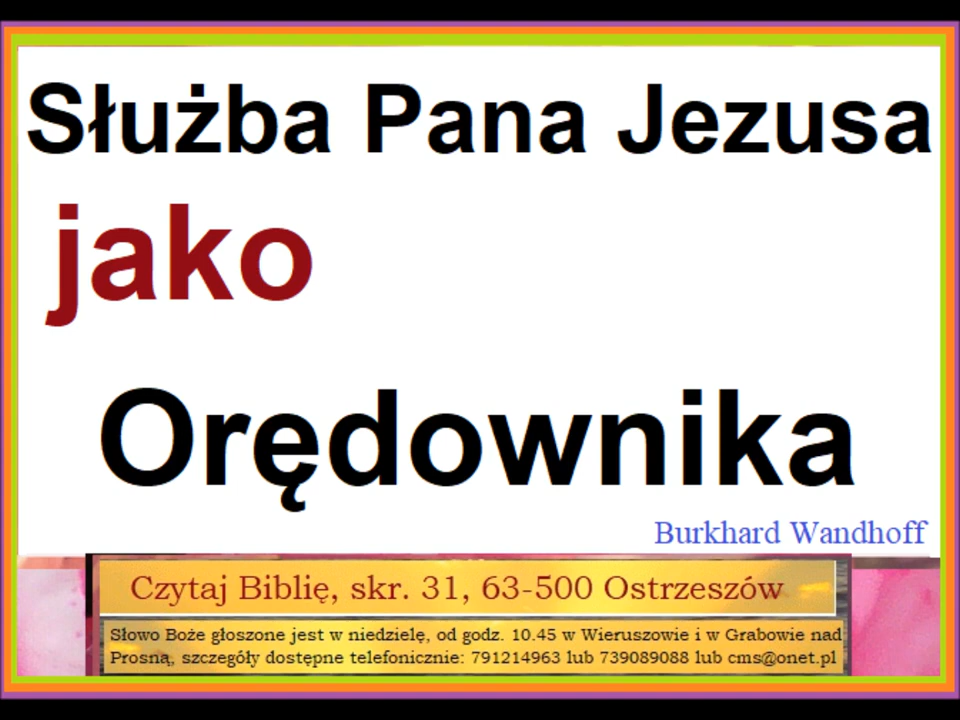 Służba Pana Jezusa
jako
Orędownika
Burkhard Wandhoff
Czytaj Biblię, skr. 31, 63-500 Ostrzeszów
Słowo Boże głoszone jest w niedzielę, od godz. 10.45 w Wieruszowie i w Grabowie nad
Prosną, szczegóły dostępne telefonicznie: 791214963 lub 739089088 lub cms@onet.pl